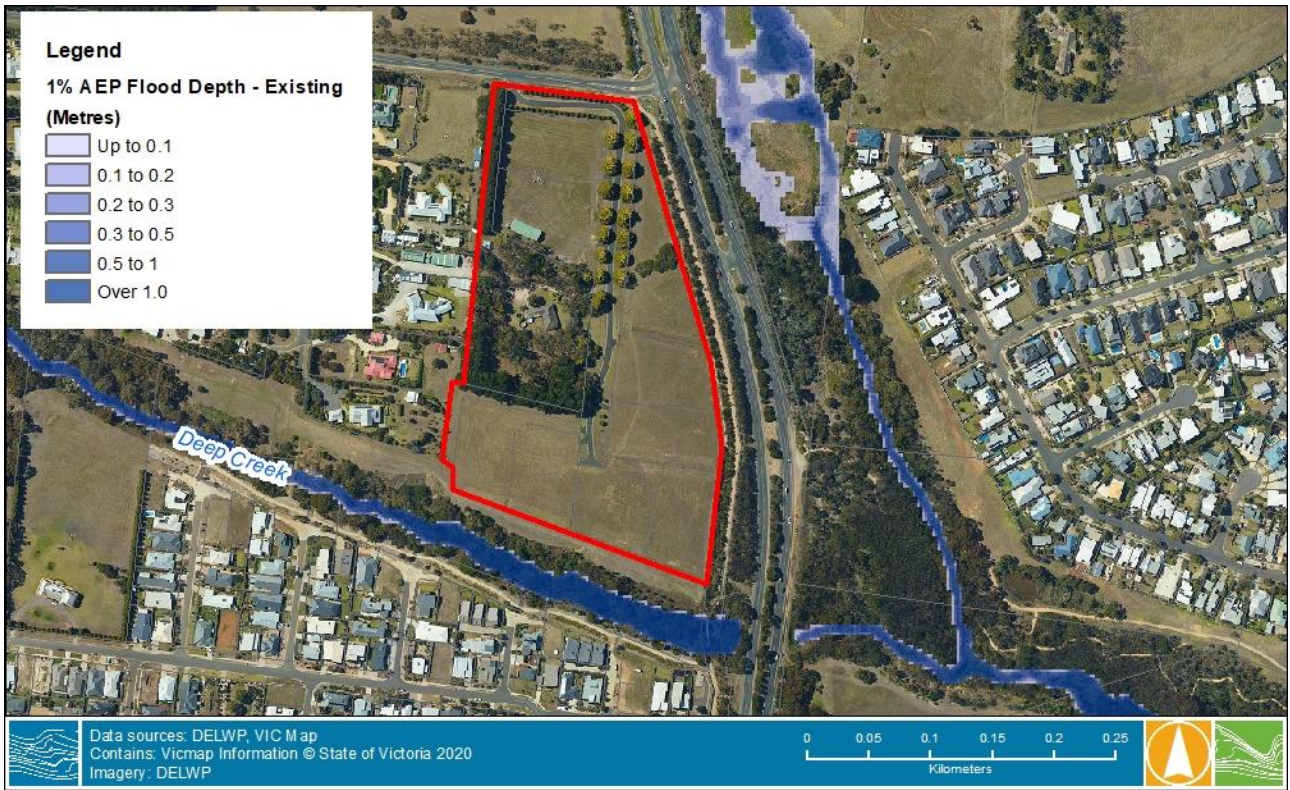 Legend
1% AEP Flood Depth - Existing
(Metres)
Up to 0.1
0.1 to 0.2
0.2 to 0.3
0.3 to 0.5
0.5 to 1
Over 1.0
Deep Creek
Data sources: DELWP, VIC Map
Contains: Vicmap Information © State of Victoria 2020
Imagery: DELWP
0 0.05 0.1 0.15 0.2 0.25
Kilometers